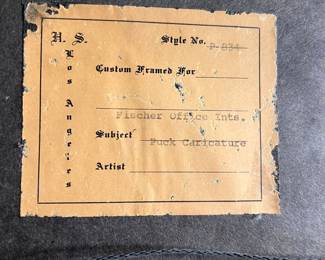 H. S.
Los Angeles
Style No. P 834
Custom Framed For
Fischer Office Ints.
Subject Puck Caricature
Artist